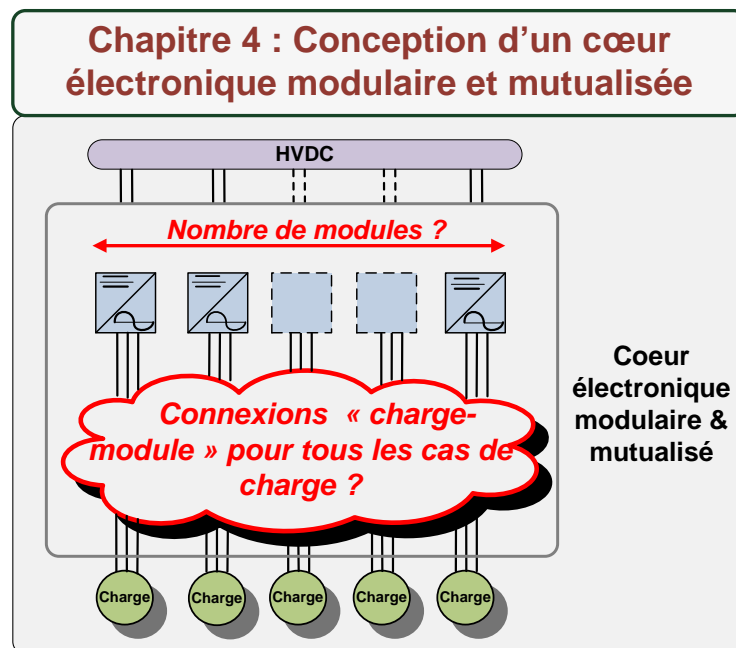 Chapitre 4 : Conception d’un cœur
électronique modulaire et mutualisée
HVDC
Nombre de modules ?
Connexions « charge-
module » pour tous les cas de
charge ?
Coeur
électronique
modulaire &
mutualisé
Charge
Charge
Charge
Charge
Charge